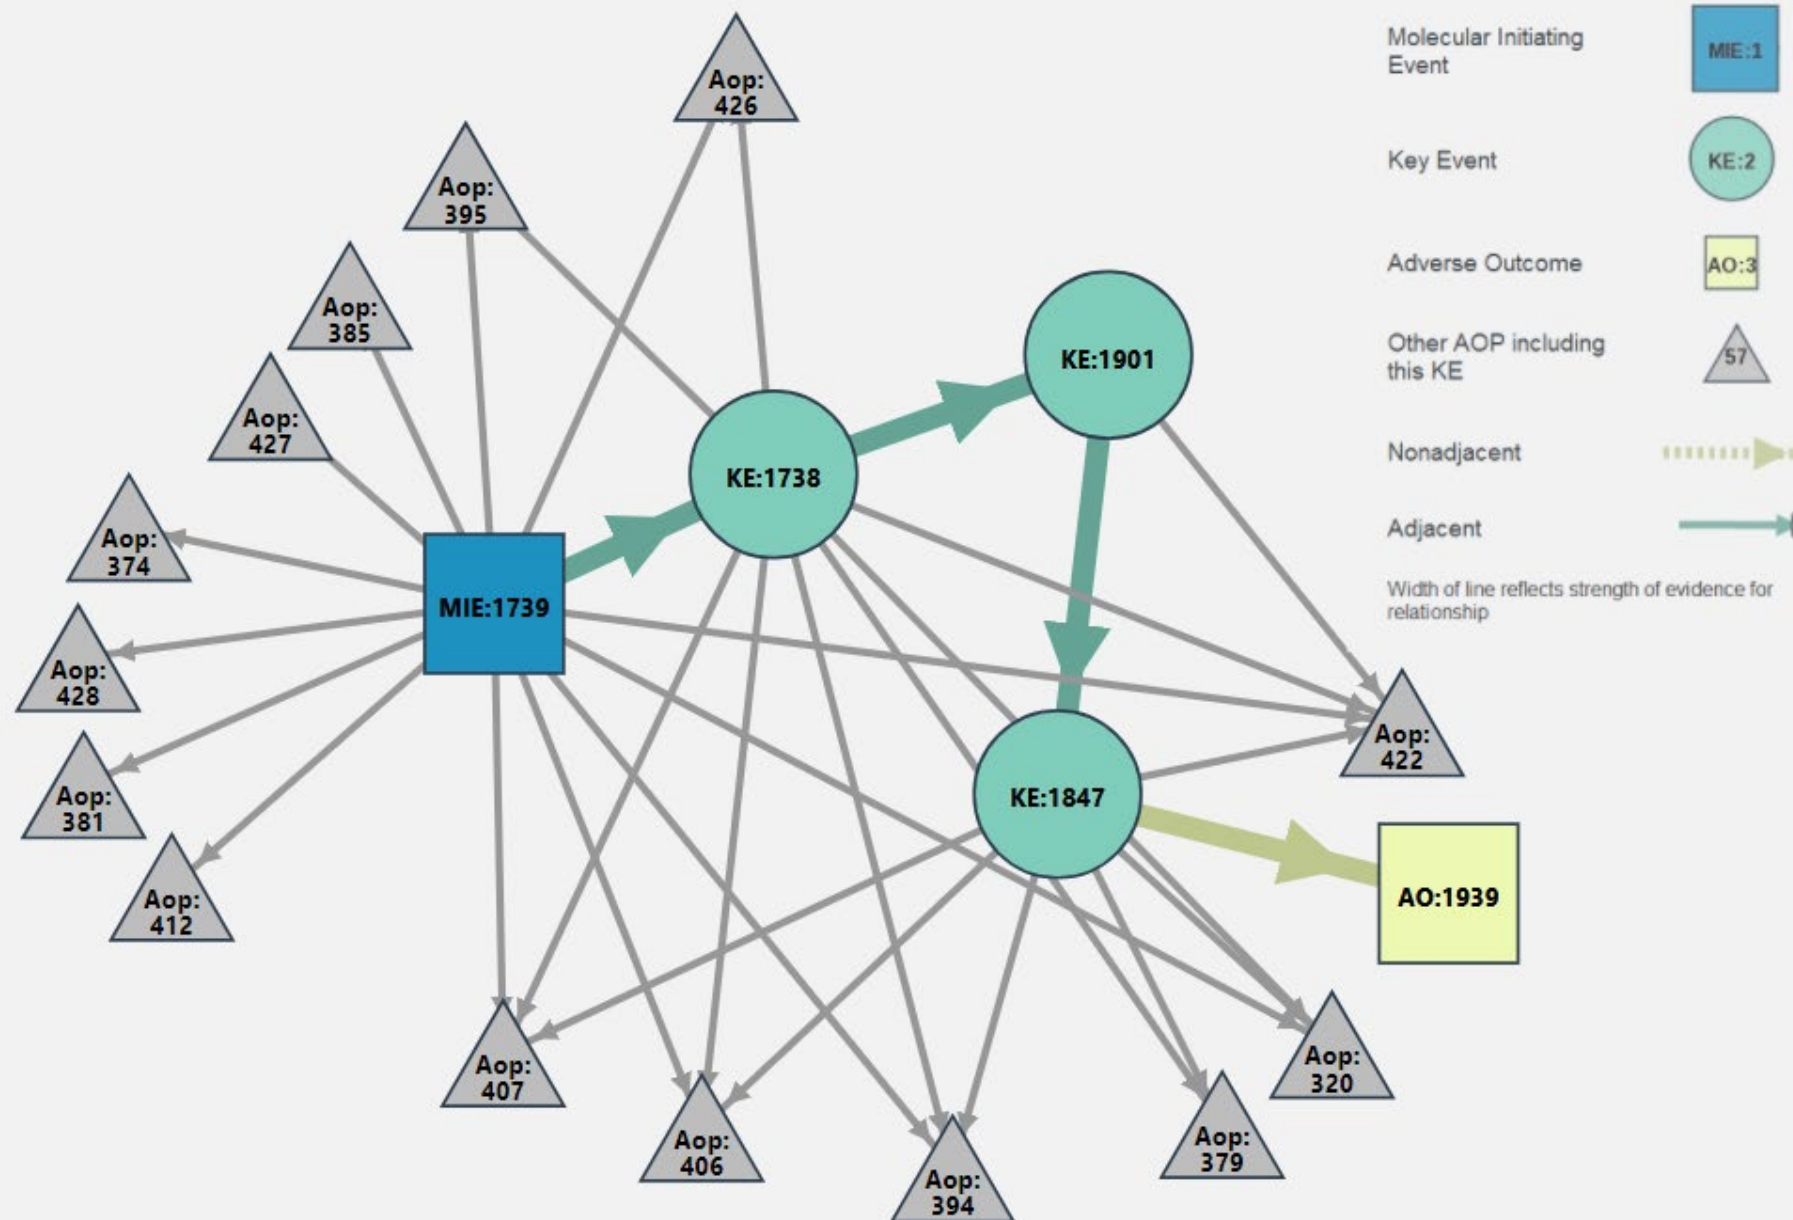 Aop:
426
Aop:
395
Aop:
385
Aop:
427
Aop:
374
Aop:
428
Aop:
381
Aop:
412
MIE:1739
KE:1738
KE:1901
KE:1847
AO:1939
Aop:
422
Aop:
407
Aop:
406
Aop:
394
Aop:
379
Aop:
320
Molecular Initiating
Event
MIE:1
Key Event
KE:2
Adverse Outcome
AO:3
Other AOP including
this KE
57
Nonadjacent
Adjacent
Width of line reflects strength of evidence for
relationship